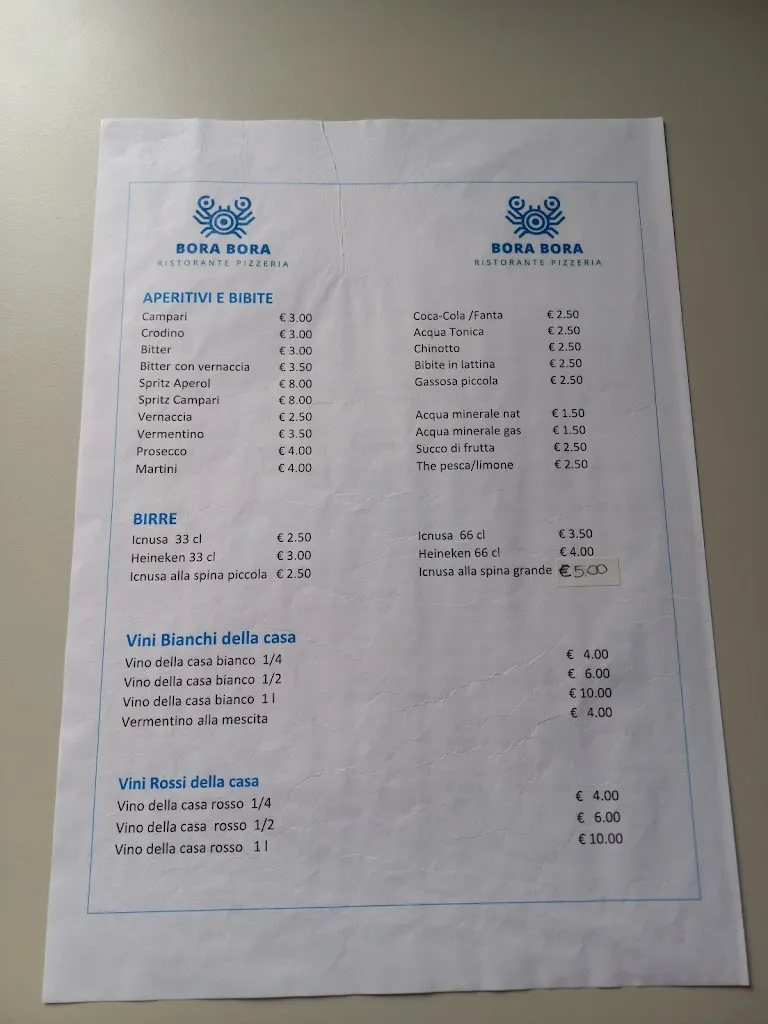 BORA BORA
RISTORANTE PIZZERIA
BORA BORA
RISTORANTE PIZZERIA
APERITIVI E BIBITE
Campari € 3.00
Crodino € 3.00
Bitter € 3.00
Bitter con vernaccia € 3.50
Spritz Aperol € 8.00
Spritz Campari € 8.00
Vernaccia € 2.50
Vermentino € 3.50
Prosecco € 4.00
Martini € 4.00
Coca-Cola /Fanta € 2.50
Acqua Tonica € 2.50
Chinotto € 2.50
Bibite in lattina € 2.50
Gassosa piccola € 2.50
Acqua minerale nat € 1.50
Acqua minerale gas € 1.50
Succo di frutta € 2.50
The pesca/limone € 2.50
BIRRE
Icnusa 33 cl € 2.50
Heineken 33 cl € 3.00
Icnusa alla spina piccola € 2.50
Icnusa 66 cl € 3.50
Heineken 66 cl € 4.00
Icnusa alla spina grande € 5.00
Vini Bianchi della casa
Vino della casa bianco 1/4 € 4.00
Vino della casa bianco 1/2 € 6.00
Vino della casa bianco 1 l € 10.00
Vermentino alla mescita € 4.00
Vini Rossi della casa
Vino della casa rosso 1/4 € 4.00
Vino della casa rosso 1/2 € 6.00
Vino della casa rosso 1 l € 10.00